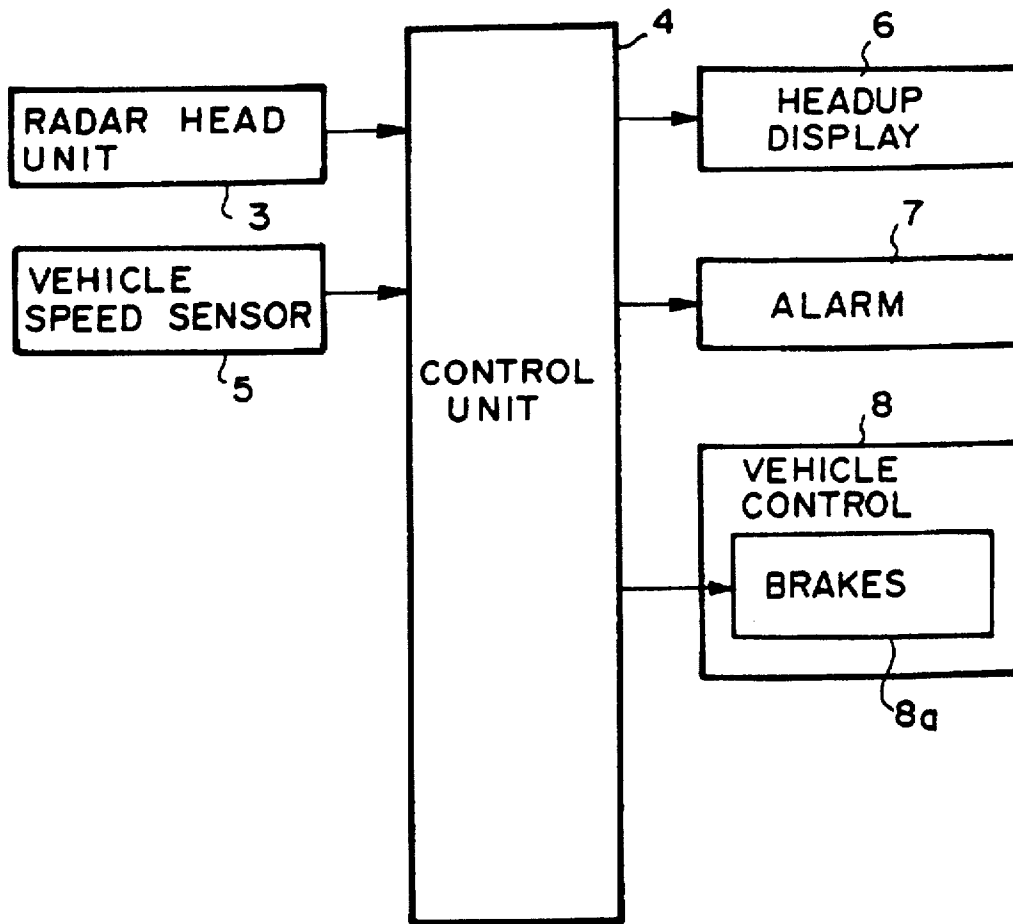 4
6
RADAR HEAD
UNIT
3
HEADUP
DISPLAY
7
VEHICLE
SPEED SENSOR
5
ALARM
CONTROL
UNIT
8
VEHICLE
CONTROL
BRAKES
8a